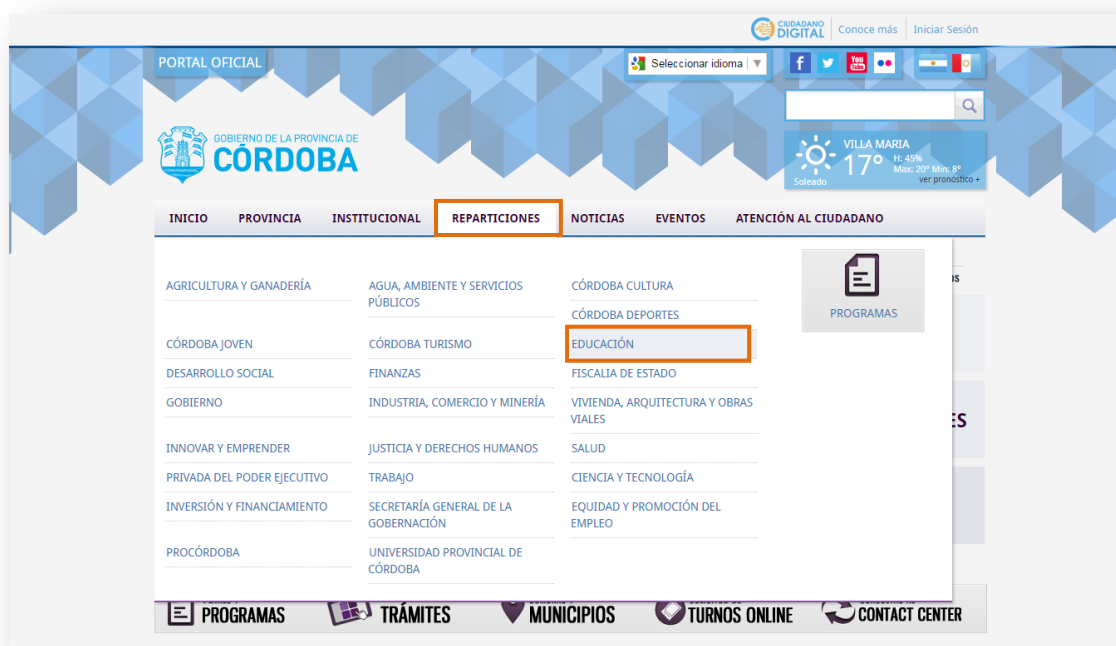 CIUDADANO
DIGITAL
Conoce más
Iniciar Sesión
PORTAL OFICIAL
Seleccionar idioma
You
Tube
GOBIERNO DE LA PROVINCIA DE
CÓRDOBA
VILLA MARIA
17° H: 45%
Max: 20° Min: 8°
Soleado
ver pronóstico +
INICIO PROVINCIA INSTITUCIONAL REPARTICIONES NOTICIAS EVENTOS ATENCIÓN AL CIUDADANO
AGRICULTURA Y GANADERÍA
AGUA, AMBIENTE Y SERVICIOS
PÚBLICOS
CÓRDOBA CULTURA
CÓRDOBA DEPORTES
PROGRAMAS
CÓRDOBA JOVEN
CÓRDOBA TURISMO
EDUCACIÓN
DESARROLLO SOCIAL
FINANZAS
FISCALIA DE ESTADO
GOBIERNO
INDUSTRIA, COMERCIO Y MINERÍA
VIVIENDA, ARQUITECTURA Y OBRAS
VIALES
INNOVAR Y EMPRENDER
JUSTICIA Y DERECHOS HUMANOS
SALUD
PRIVADA DEL PODER EJECUTIVO
TRABAJO
CIENCIA Y TECNOLOGÍA
INVERSIÓN Y FINANCIAMIENTO
SECRETARÍA GENERAL DE LA
GOBERNACIÓN
EQUIDAD Y PROMOCIÓN DEL
EMPLEO
PROCÓRDOBA
UNIVERSIDAD PROVINCIAL DE
CÓRDOBA
PROGRAMAS
TRÁMITES
MUNICIPIOS
TURNOS ONLINE
CONTACT CENTER